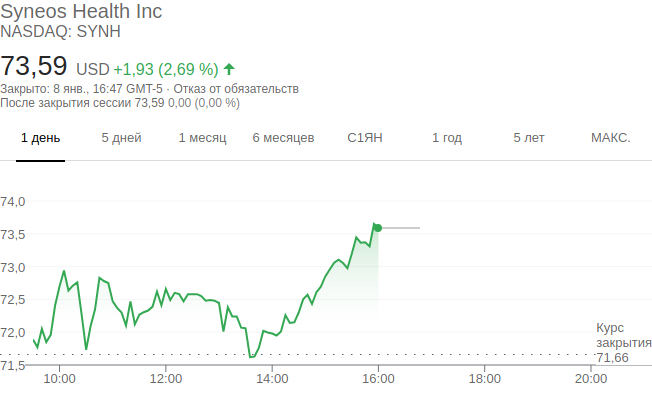 Syneos Health Inc
NASDAQ: SYNH
73,59 USD +1,93 (2,69 %)
Закрыто: 8 янв., 16:47 GMT-5 · Отказ от обязательств
После закрытия сессии 73,59 0,00 (0,00 %)
1 день 5 дней 1 месяц 6 месяцев С1ЯН 1 год 5 лет МАКС.
74,0
73,5
73,0
72,5
72,0
71,5
Курс
закрытия
71,66
10:00 12:00 14:00 16:00 18:00 20:00